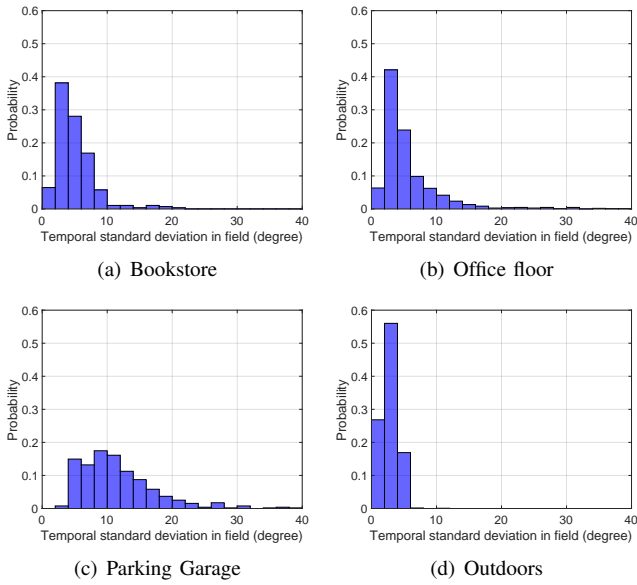 0.6
0.5
0.4
0.3
0.2
0.1
0
Probability
0 10 20 30 40
Temporal standard deviation in field (degree)
(a) Bookstore
0.6
0.5
0.4
0.3
0.2
0.1
0
Probability
0 10 20 30 40
Temporal standard deviation in field (degree)
(b) Office floor
0.6
0.5
0.4
0.3
0.2
0.1
0
Probability
0 10 20 30 40
Temporal standard deviation in field (degree)
(c) Parking Garage
0.6
0.5
0.4
0.3
0.2
0.1
0
Probability
0 10 20 30 40
Temporal standard deviation in field (degree)
(d) Outdoors